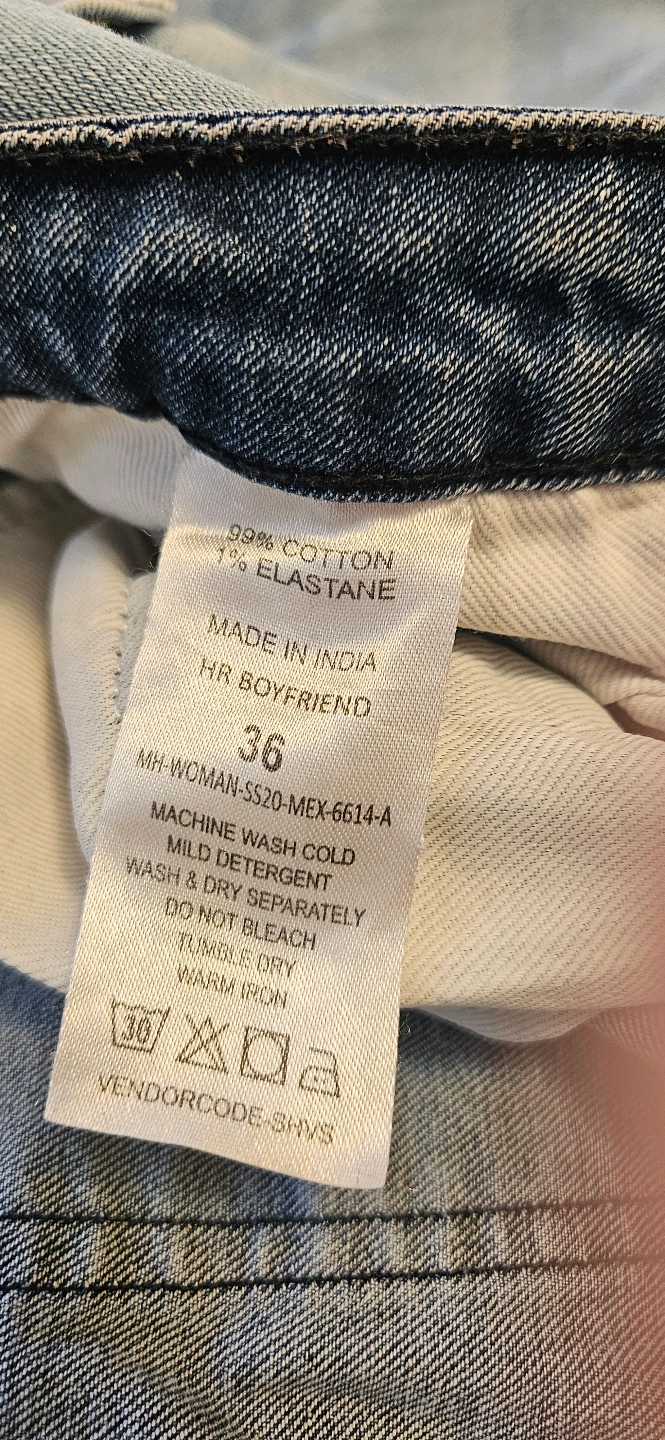 99% COTTON
1% ELASTANE
MADE IN INDIA
HR BOYFRIEND
36
MH-WOMAN-SS20-MEX-6614-A
MACHINE WASH COLD
MILD DETERGENT
WASH & DRY SEPARATELY
DO NOT BLEACH
TUMBLE DRY
WARM IRON
30
VENDORCODE-SHVS